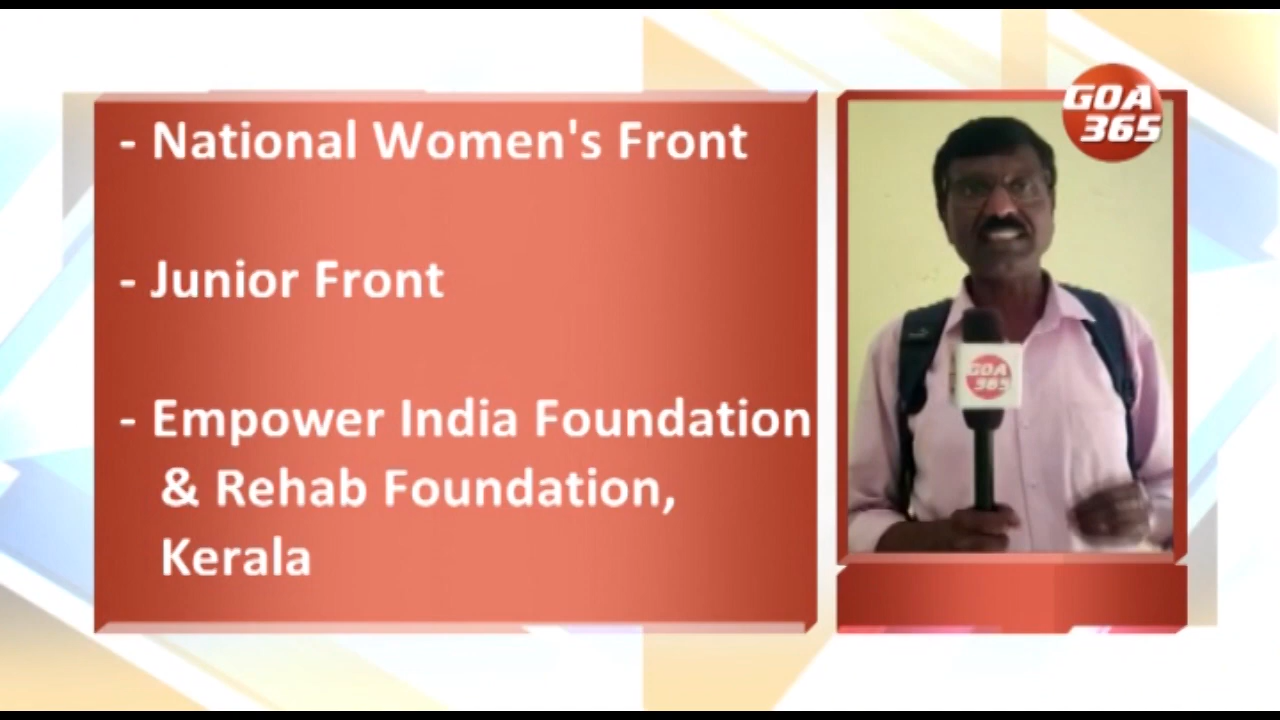 - National Women's Front
- Junior Front
- Empower India Foundation
& Rehab Foundation,
Kerala
GOA
365
GOA
365